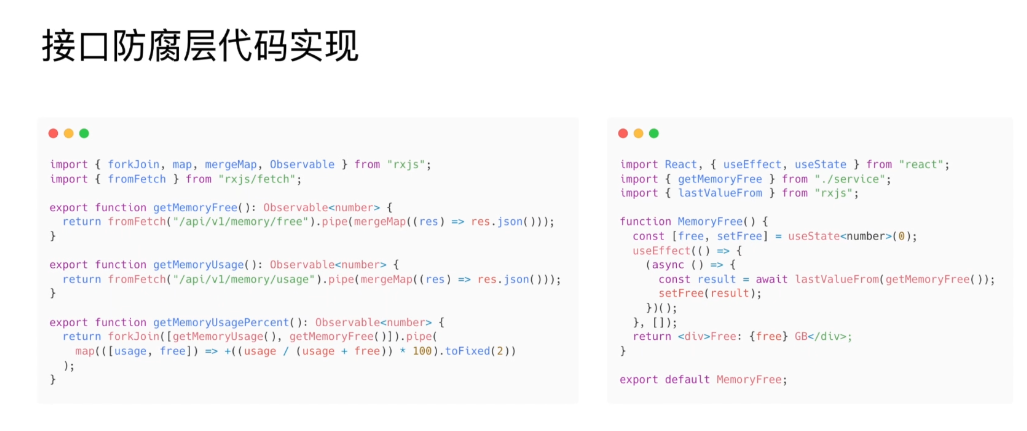 接口防腐层代码实现
import { forkJoin, map, mergeMap, Observable } from "rxjs";
import { fromFetch } from "rxjs/fetch";
export function getMemoryFree(): Observable<number> {
  return fromFetch("/api/v1/memory/free").pipe(mergeMap((res) => res.json()));
}
export function getMemoryUsage(): Observable<number> {
  return fromFetch("/api/v1/memory/usage").pipe(mergeMap((res) => res.json()));
}
export function getMemoryUsagePercent(): Observable<number> {
  return forkJoin([getMemoryUsage(), getMemoryFree()]).pipe(
    map(([usage, free]) => +((usage / (usage + free)) * 100).toFixed(2))
  );
}
import React, { useEffect, useState } from "react";
import { getMemoryFree } from "./service";
import { lastValueFrom } from "rxjs";
function MemoryFree() {
  const [free, setFree] = useState<number>(0);
  useEffect(() => {
    (async () => {
      const result = await lastValueFrom(getMemoryFree());
      setFree(result);
    })();
  }, []);
  return <div>Free: {free} GB</div>;
}
export default MemoryFree;